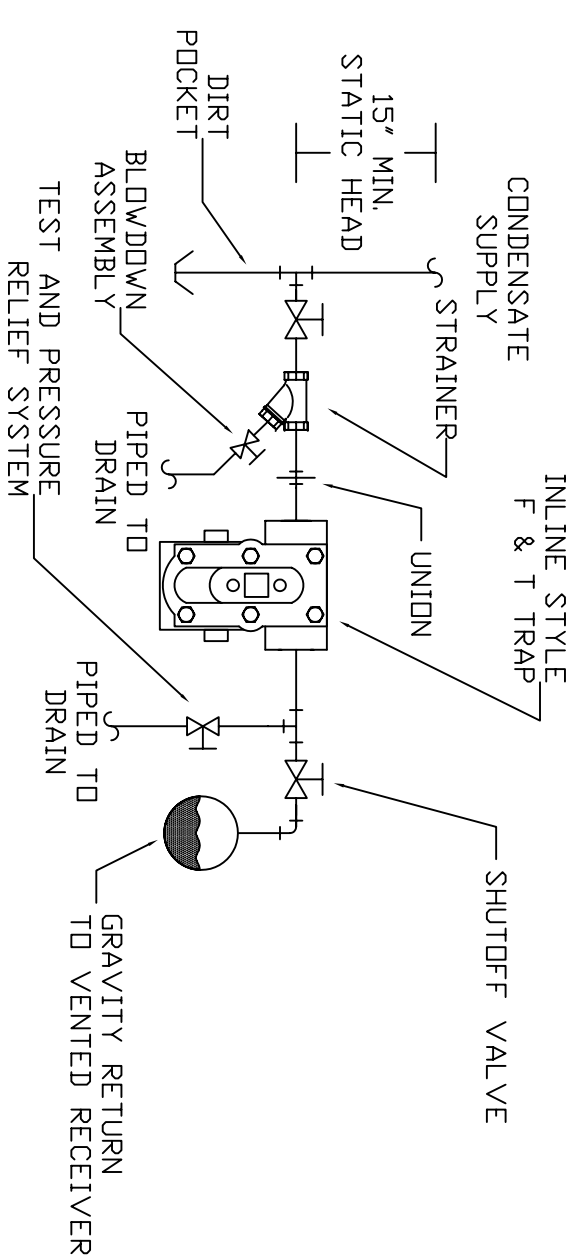 CONDENSATE
SUPPLY
15" MIN.
STATIC HEAD
DIRT
POCKET
STRAINER
BLOWDOWN
ASSEMBLY
PIPED TO
DRAIN
TEST AND PRESSURE
RELIEF SYSTEM
INLINE STYLE
F & T TRAP
UNION
PIPED TO
DRAIN
SHUTOFF VALVE
GRAVITY RETURN
TO VENTED RECEIVER